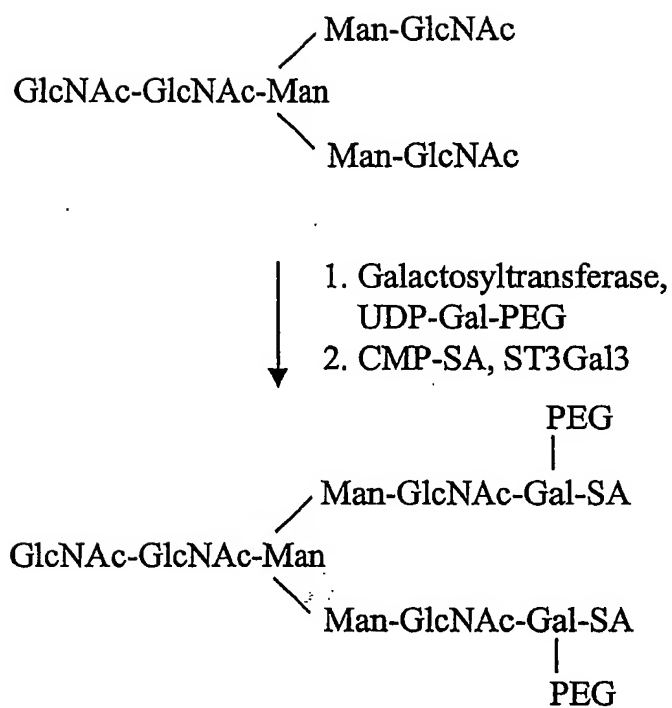 Man-GlcNAc
GlcNAc-GlcNAc-Man
Man-GlcNAc
1. Galactosyltransferase,
UDP-Gal-PEG
2. CMP-SA, ST3Gal3
PEG
Man-GlcNAc-Gal-SA
GlcNAc-GlcNAc-Man
Man-GlcNAc-Gal-SA
PEG